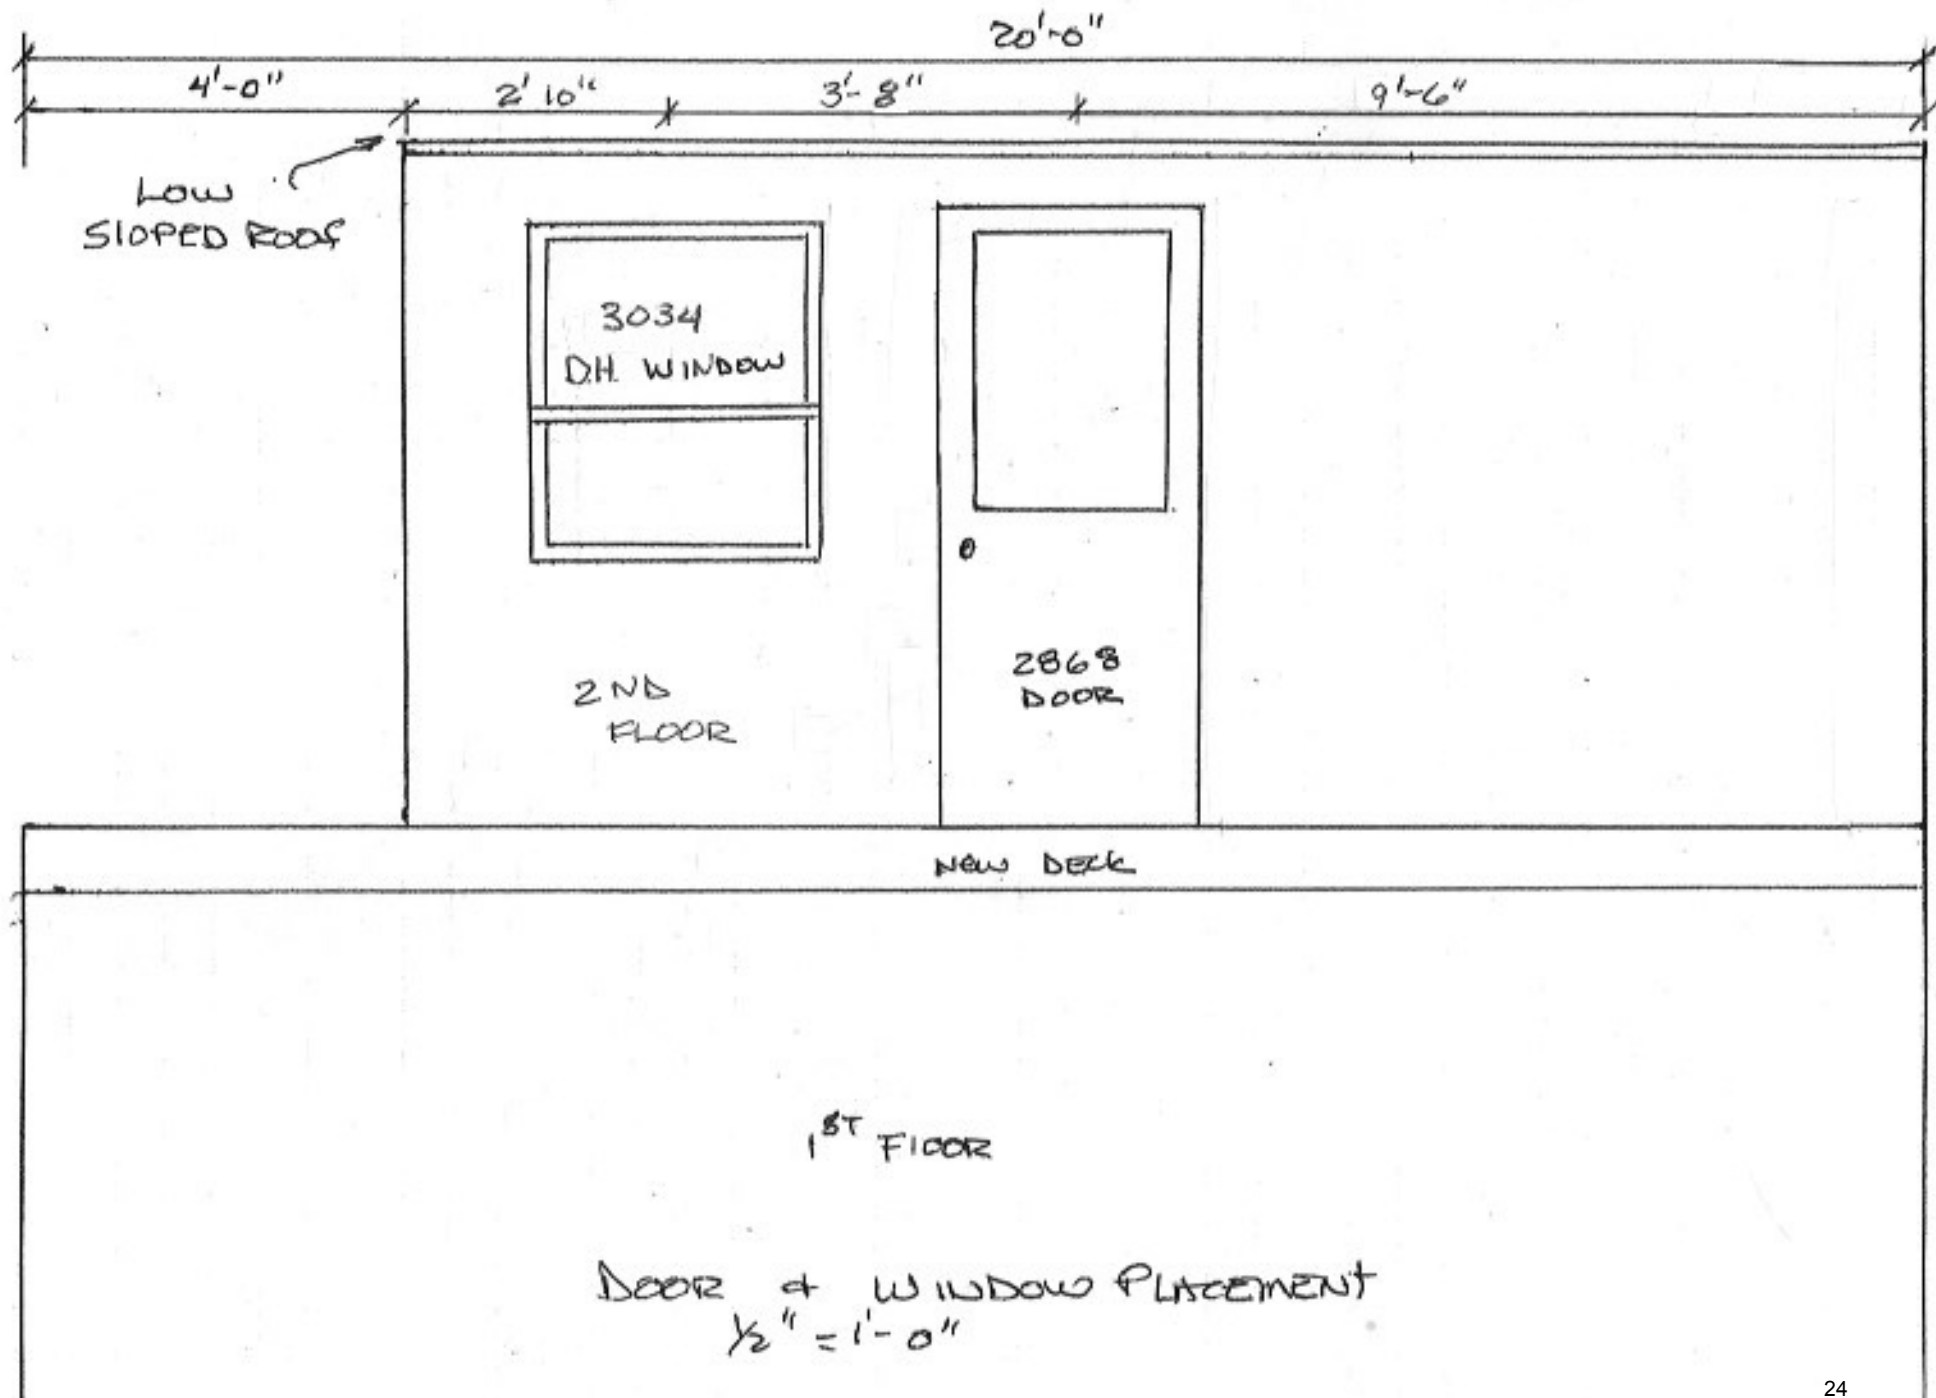 20'-0"
4'-0"
2' 10"
3'-8"
9'-6"
LOW
SLOPED ROOF
3034
D.H. WINDOW
2868
DOOR
2ND
FLOOR
NEW DECK
1ST FLOOR
DOOR & WINDOW PLACEMENT
1/2" = 1'-0"
24